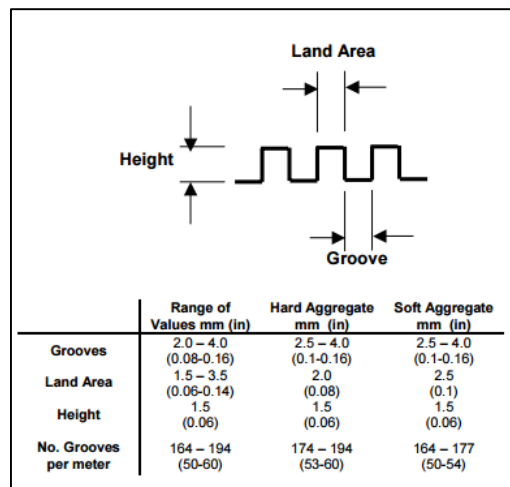 Land Area
Height
Groove
Range of Hard Aggregate Soft Aggregate
Values mm (in) mm (in) mm (in)
Grooves 2.0 – 4.0 2.5 – 4.0 2.5 – 4.0
(0.08-0.16) (0.1-0.16) (0.1-0.16)
Land Area 1.5 – 3.5 2.0 2.5
(0.06-0.14) (0.08) (0.1)
Height 1.5 1.5 1.5
(0.06) (0.06) (0.06)
No. Grooves 164 – 194 174 – 194 164 – 177
per meter (50-60) (53-60) (50-54)